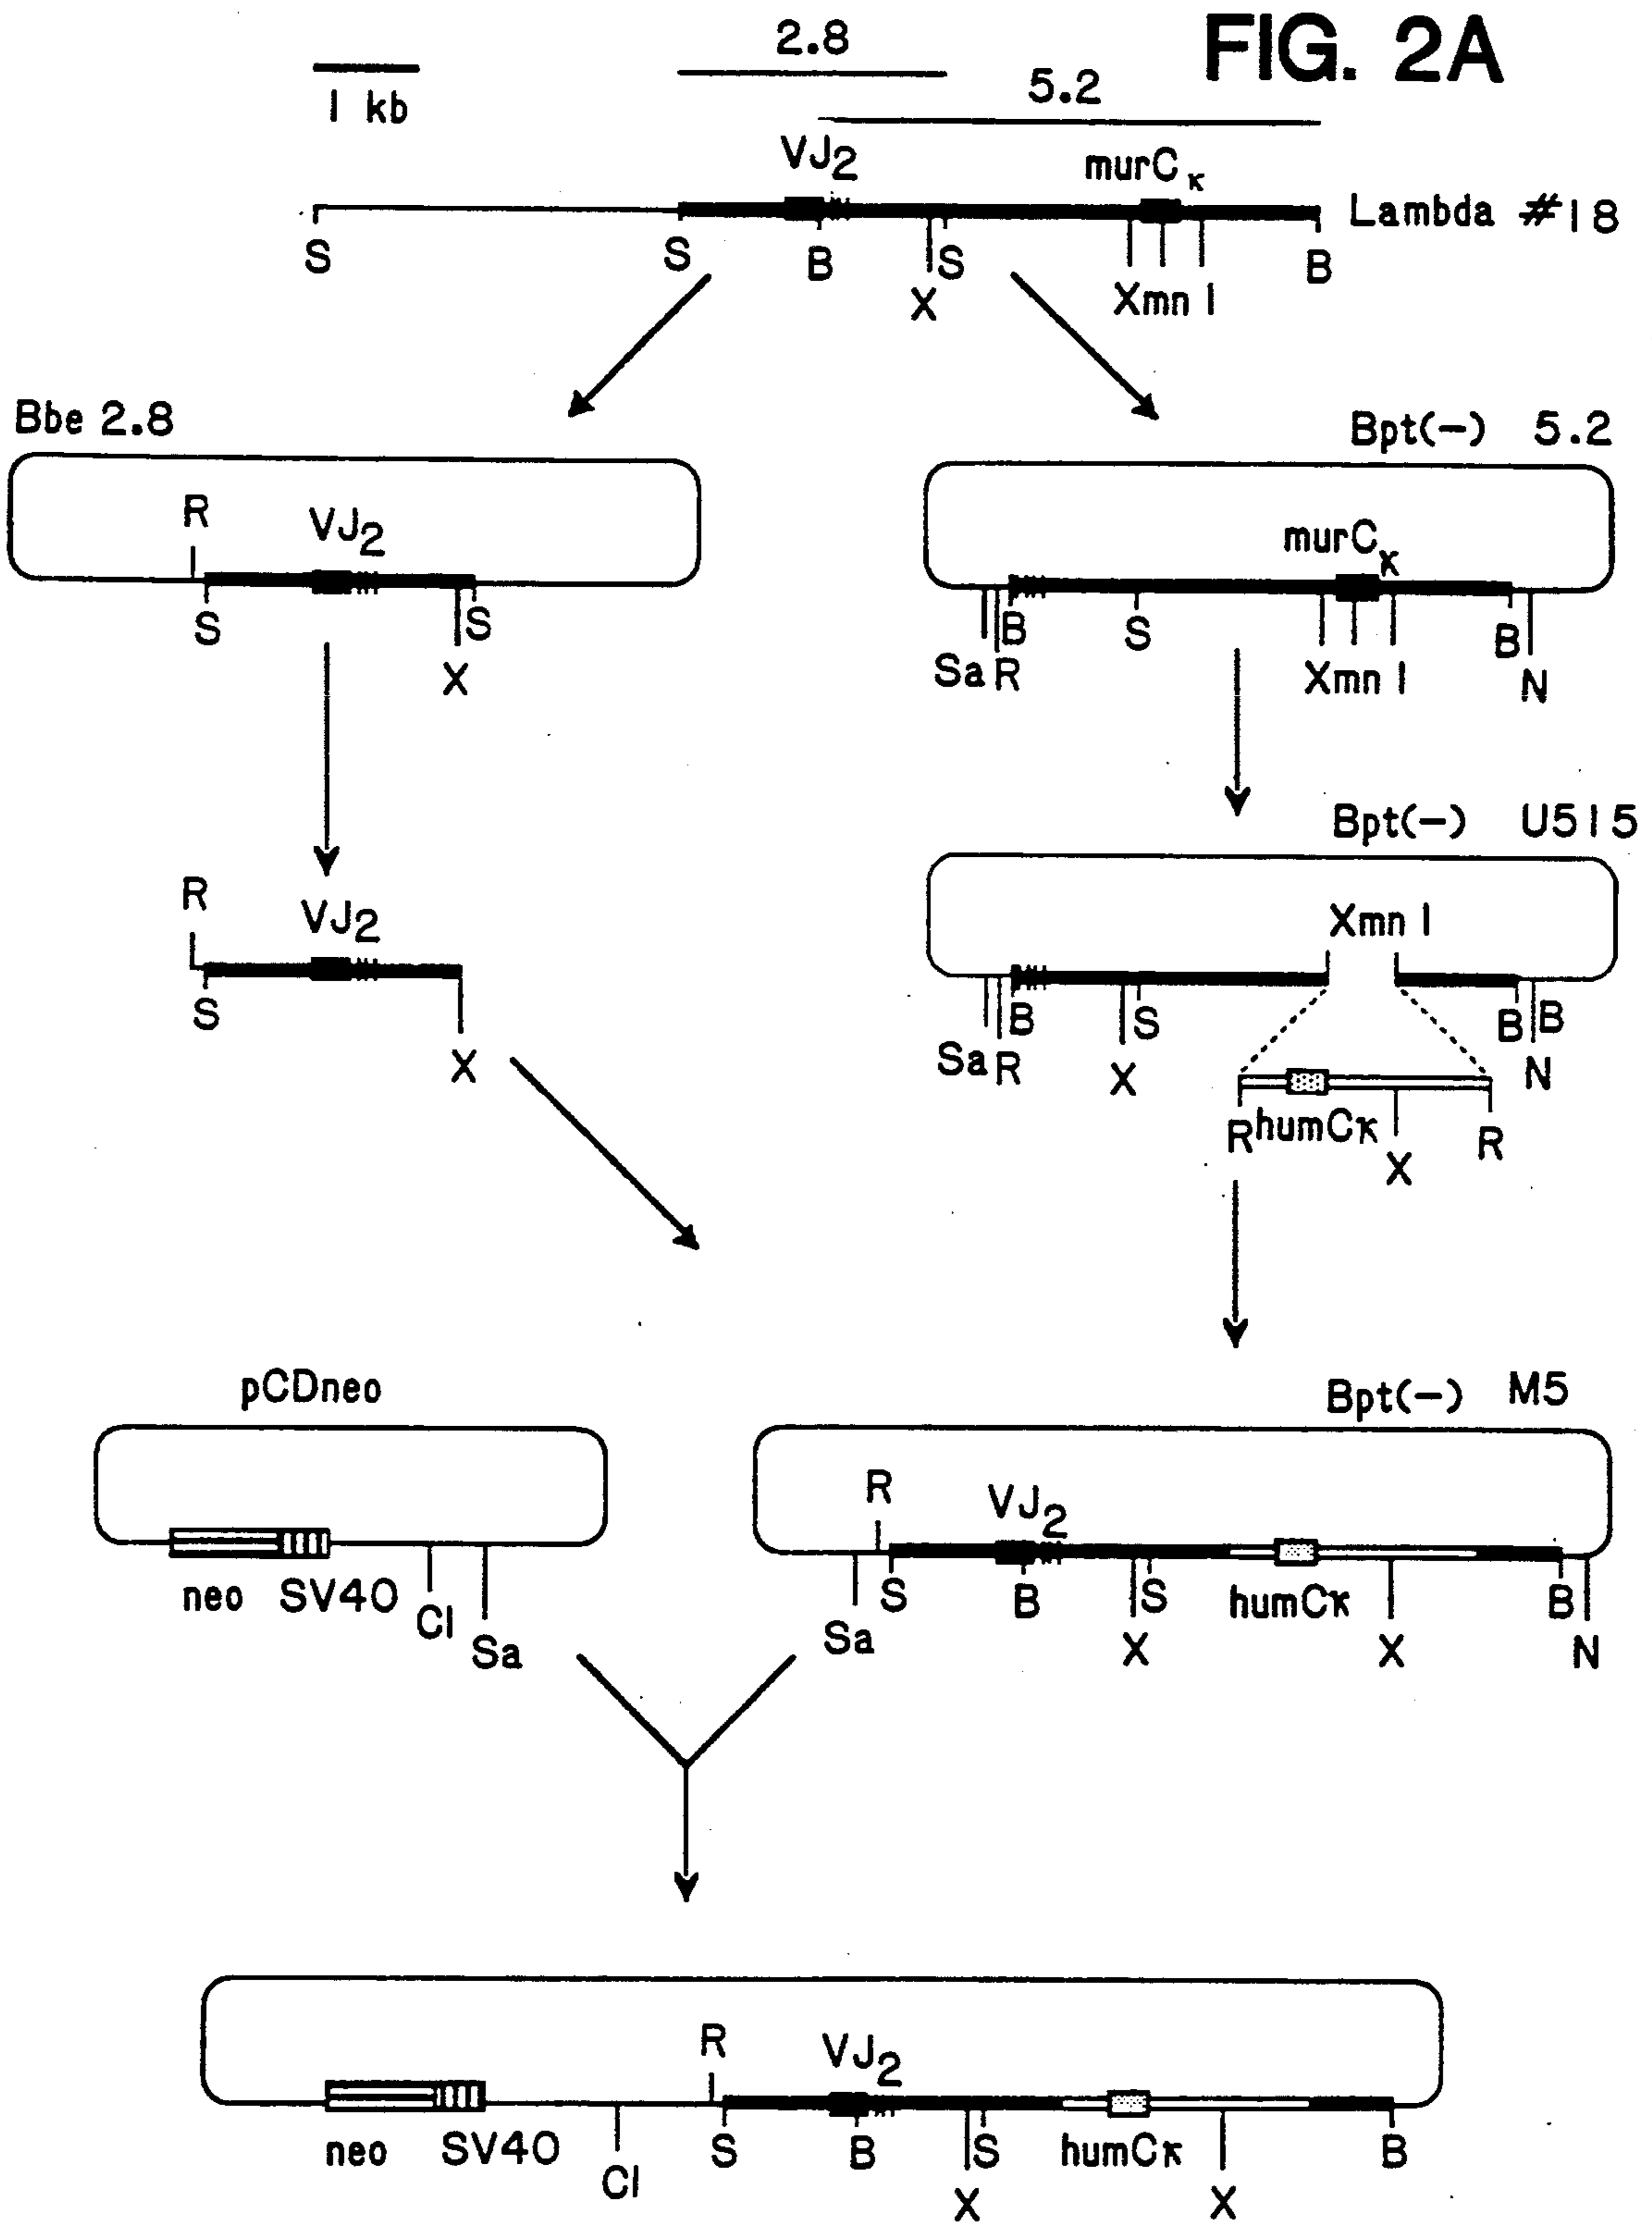 FIG. 2A
2.8
1 kb
5.2
VJ2
murCκ
Lambda #18
S
S
B
S
B
X
Xmn I
Bbe 2.8
Bpt(-) 5.2
R
VJ2
murCκ
S
S
B
S
B
X
Sa R
Xmn I
N
Bpt(-) U515
R
VJ2
Xmn I
S
B
S
B
B
X
Sa R
X
N
R
humCκ
R
X
pCDneo
Bpt(-) M5
R
VJ2
neo
SV40
Cl
S
B
S
humCκ
B
Sa
Sa
X
X
N
R
VJ2
neo
SV40
S
B
S
humCκ
B
Cl
X
X